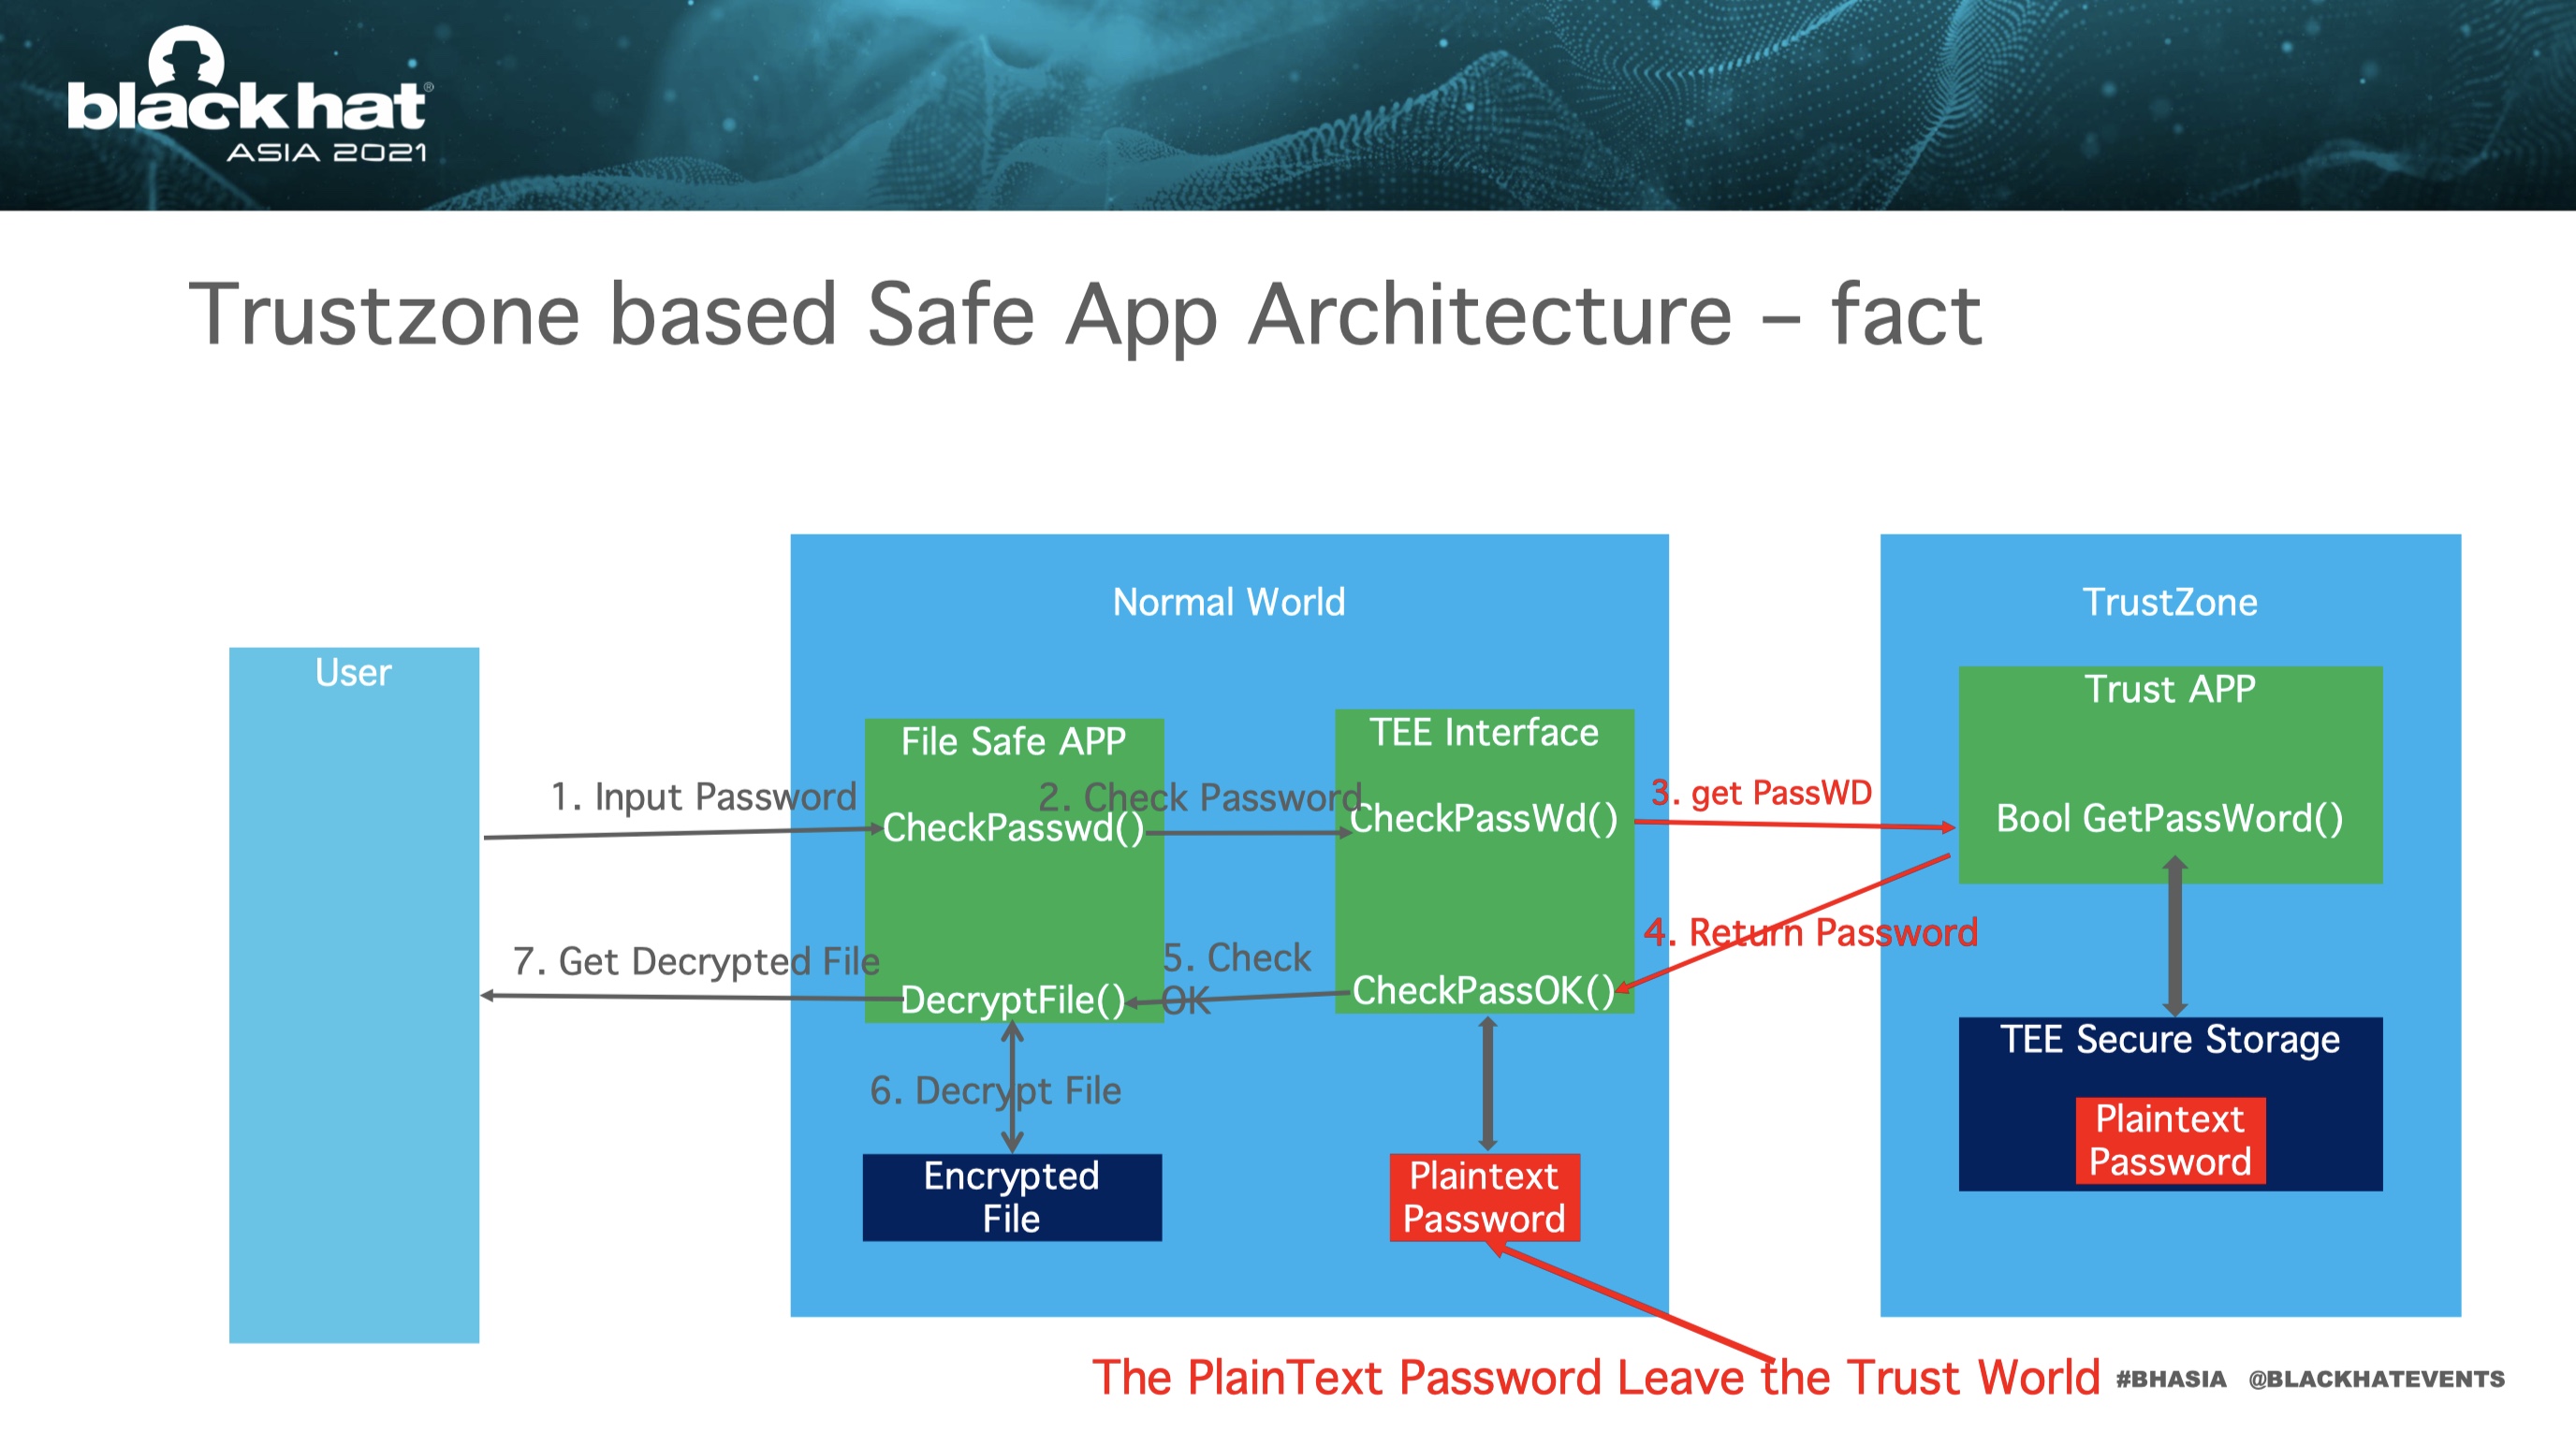 blackhat®
ASIA 2021
Trustzone based Safe App Architecture – fact
Normal World
TrustZone
User
Trust APP
File Safe APP
TEE Interface
1. Input Password
2. Check Password
3. get PassWD
CheckPasswd()
CheckPassWd()
Bool GetPassWord()
4. Return Password
7. Get Decrypted File
5. Check
OK
DecryptFile()
CheckPassOK()
TEE Secure Storage
6. Decrypt File
Plaintext
Password
Encrypted
File
Plaintext
Password
The PlainText Password Leave the Trust World
#BHASIA @BLACKHATEVENTS